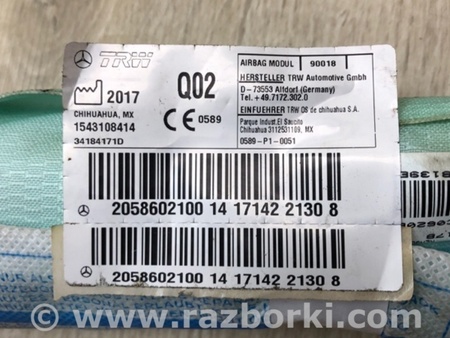 TRW
Q02
AIRBAG MODUL 90018
HERSTELLER TRW Automotive Gmbh
D-73553 Alfdorf (Germany)
Tel.+49.7172.302.0
EINFUEHRER TRW OS de chihuahua S.A.
Parque Indust.El Saucito
Chihuahua 3112531109, MX
0589-P1-0051
2017
CHIHUAHUA, MX
1543108414
34184171D
CE 0589
2058602100 14 17142 2130 8
2058602100 14 17142 2130 8
www.razborki.com